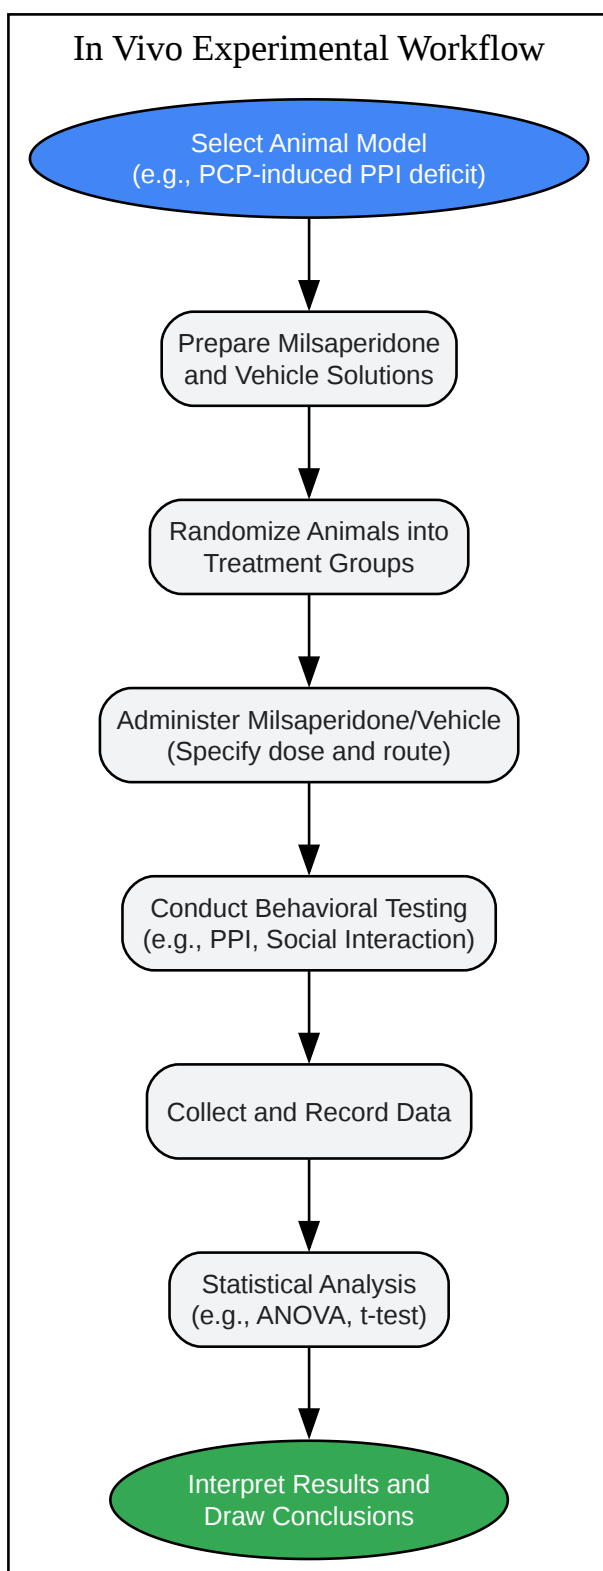 In Vivo Experimental Workflow
Select Animal Model
(e.g., PCP-induced PPI deficit)
Prepare Milsaperidone
and Vehicle Solutions
Randomize Animals into
Treatment Groups
Administer Milsaperidone/Vehicle
(Specify dose and route)
Conduct Behavioral Testing
(e.g., PPI, Social Interaction)
Collect and Record Data
Statistical Analysis
(e.g., ANOVA, t-test)
Interpret Results and
Draw Conclusions